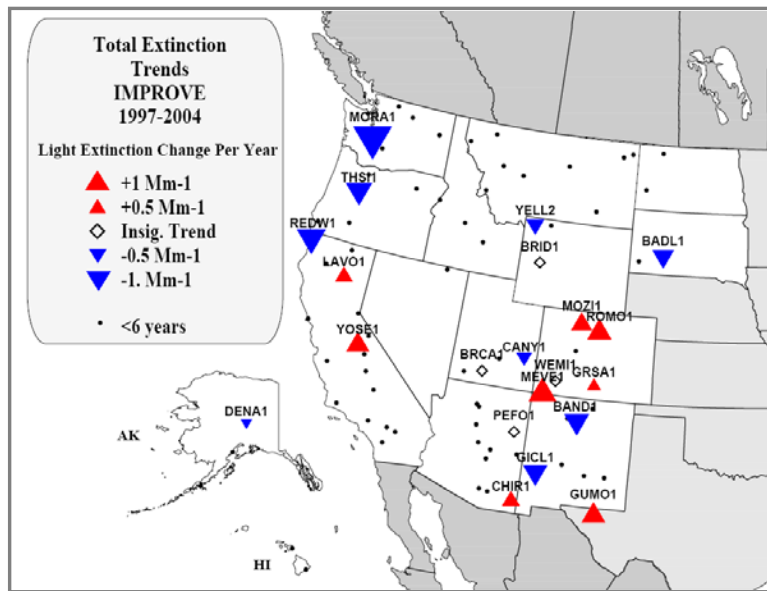 Total Extinction
Trends
IMPROVE
1997-2004
Light Extinction Change Per Year
+1 Mm-1
+0.5 Mm-1
Insig. Trend
-0.5 Mm-1
-1. Mm-1
<6 years
MORA1
THSI1
REDW1
LAVO1
YOSE1
YELL2
BRID1
BADL1
MOZI1
ROMO1
CANY1
BRCA1
WEMI1
MEVE1
GRSA1
PEFO1
BAND1
GICL1
CHIR1
GUMO1
DENA1
AK
HI